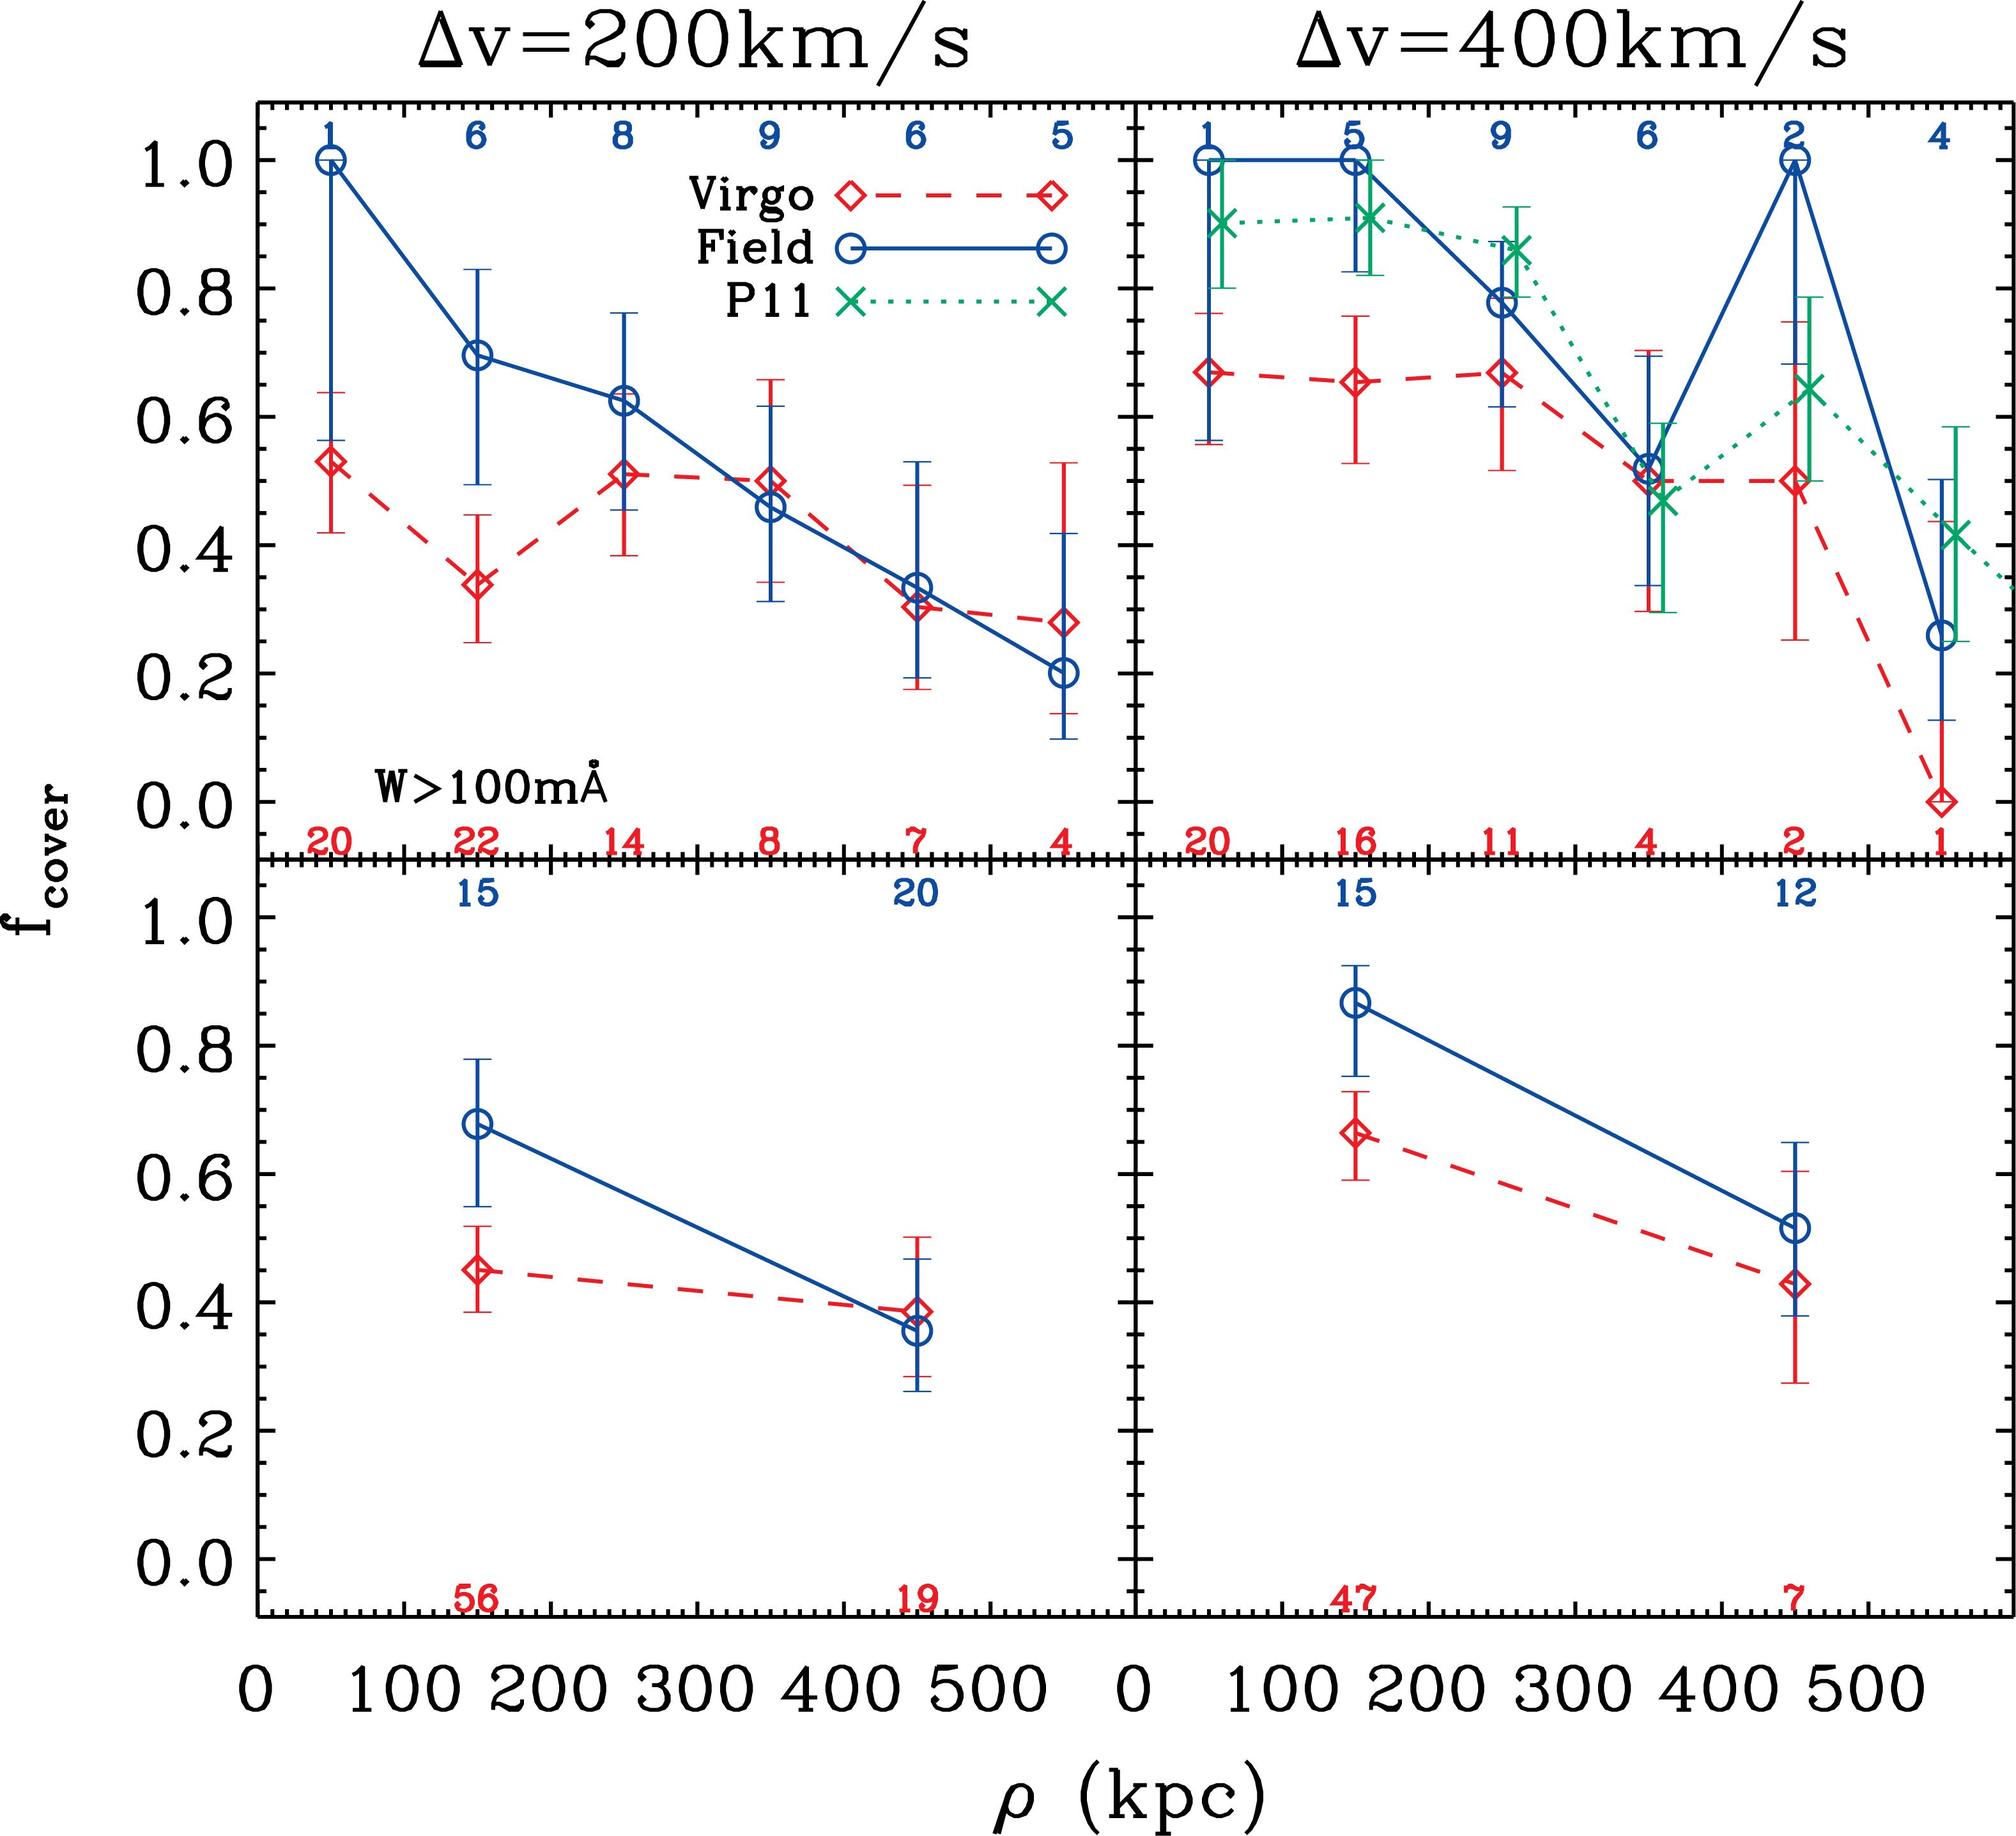 Δv=200km/s Δv=400km/s
1 6 8 9 6 5 1 5 9 6 2 4
1.0
Virgo
Field
0.8
P11
0.6
0.4
0.2
W>100mÅ
0.0
20 22 14 8 7 4 20 16 11 4 2 1
f cover
15 20 15 12
1.0
0.8
0.6
0.4
0.2
0.0
56 19 47 7
0 100 200 300 400 500 0 100 200 300 400 500
ρ (kpc)